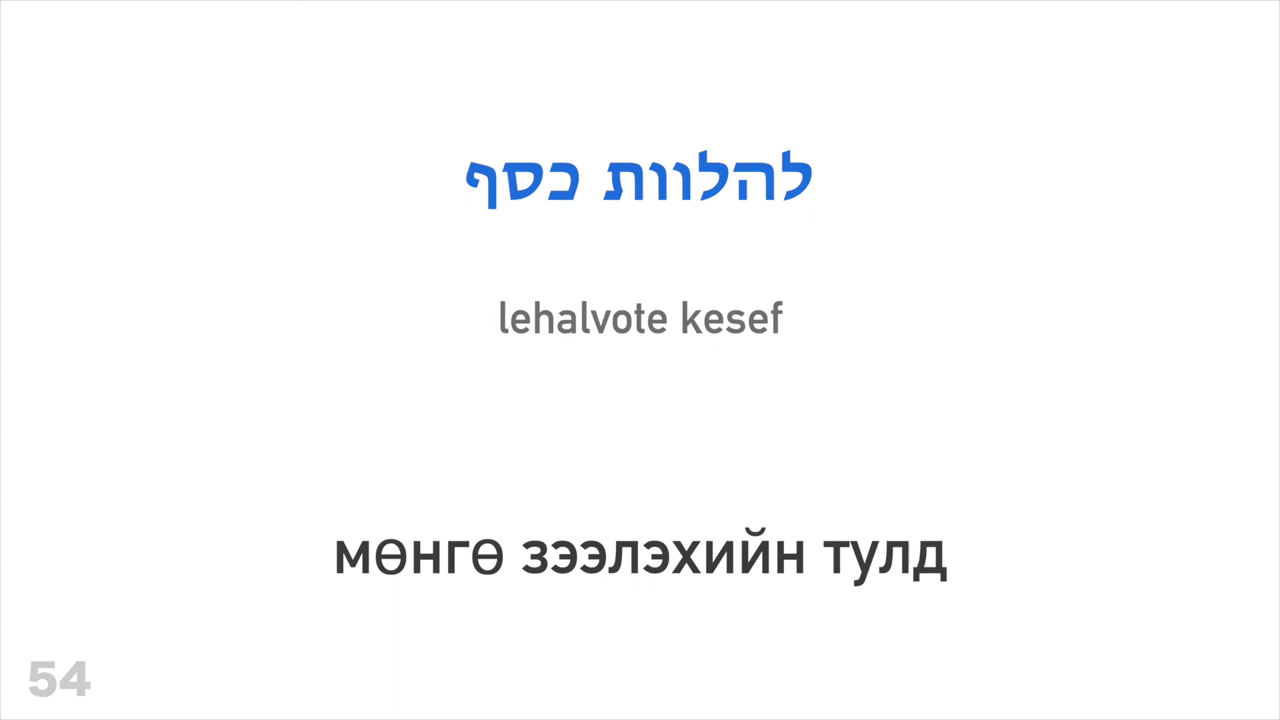 להלוות כסף
lehalvote kesef
мөнгө зээлэхийн тулд
54